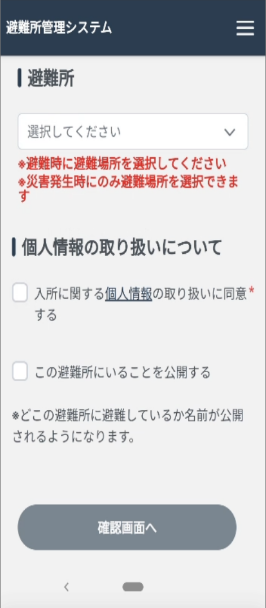 避難所管理システム
避難所
選択してください
※避難時に避難場所を選択してください
※災害発生時にのみ避難場所を選択できま
す
個人情報の取り扱いについて
入所に関する個人情報の取り扱いに同意*
する
この避難所にいることを公開する
※どこの避難所に避難しているか名前が公開
されるようになります。
確認画面へ